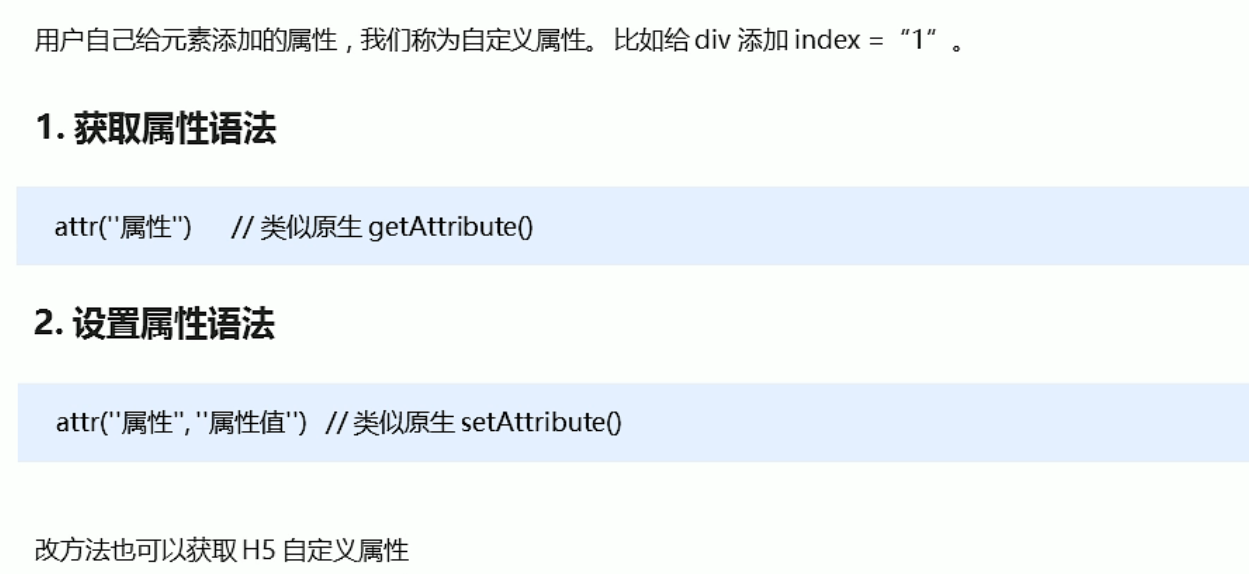 用户自己给元素添加的属性，我们称为自定义属性。 比如给 div 添加 index = “1”。
1. 获取属性语法
attr(''属性'') // 类似原生 getAttribute()
2. 设置属性语法
attr(''属性'', ''属性值'') // 类似原生 setAttribute()
改方法也可以获取 H5 自定义属性